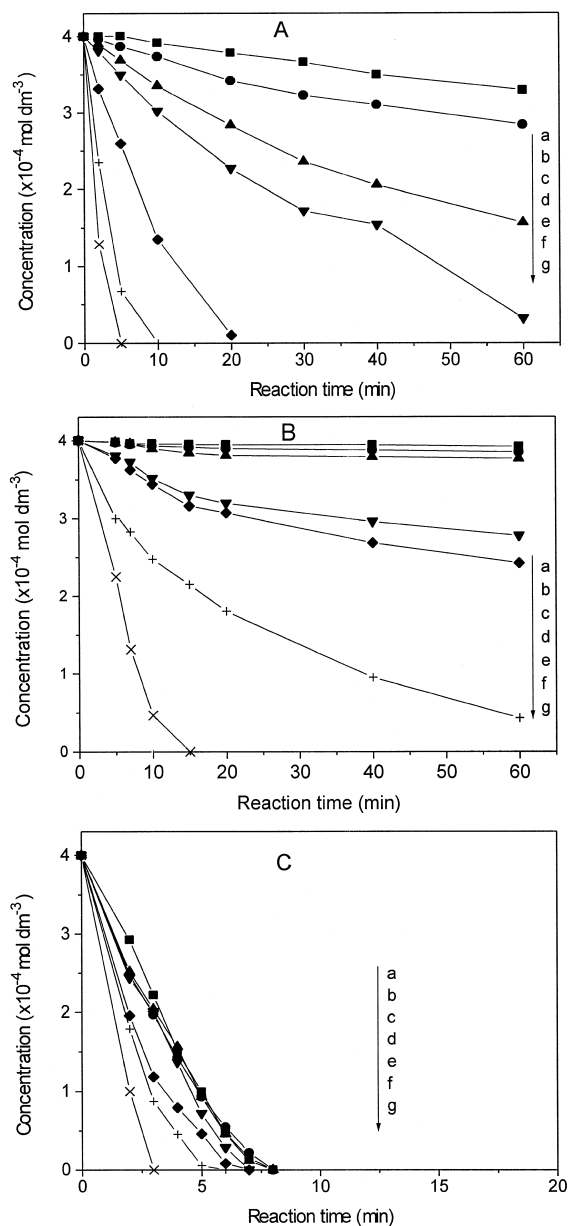 A
4
3
2
1
0
Concentration (x10⁻⁴ mol dm⁻³)
a
b
c
d
e
f
g
0 10 20 30 40 50 60
Reaction time (min)
B
4
3
2
1
0
Concentration (x10⁻⁴ mol dm⁻³)
a
b
c
d
e
f
g
0 10 20 30 40 50 60
Reaction time (min)
C
4
3
2
1
0
Concentration (x10⁻⁴ mol dm⁻³)
a
b
c
d
e
f
g
0 5 10 15 20
Reaction time (min)